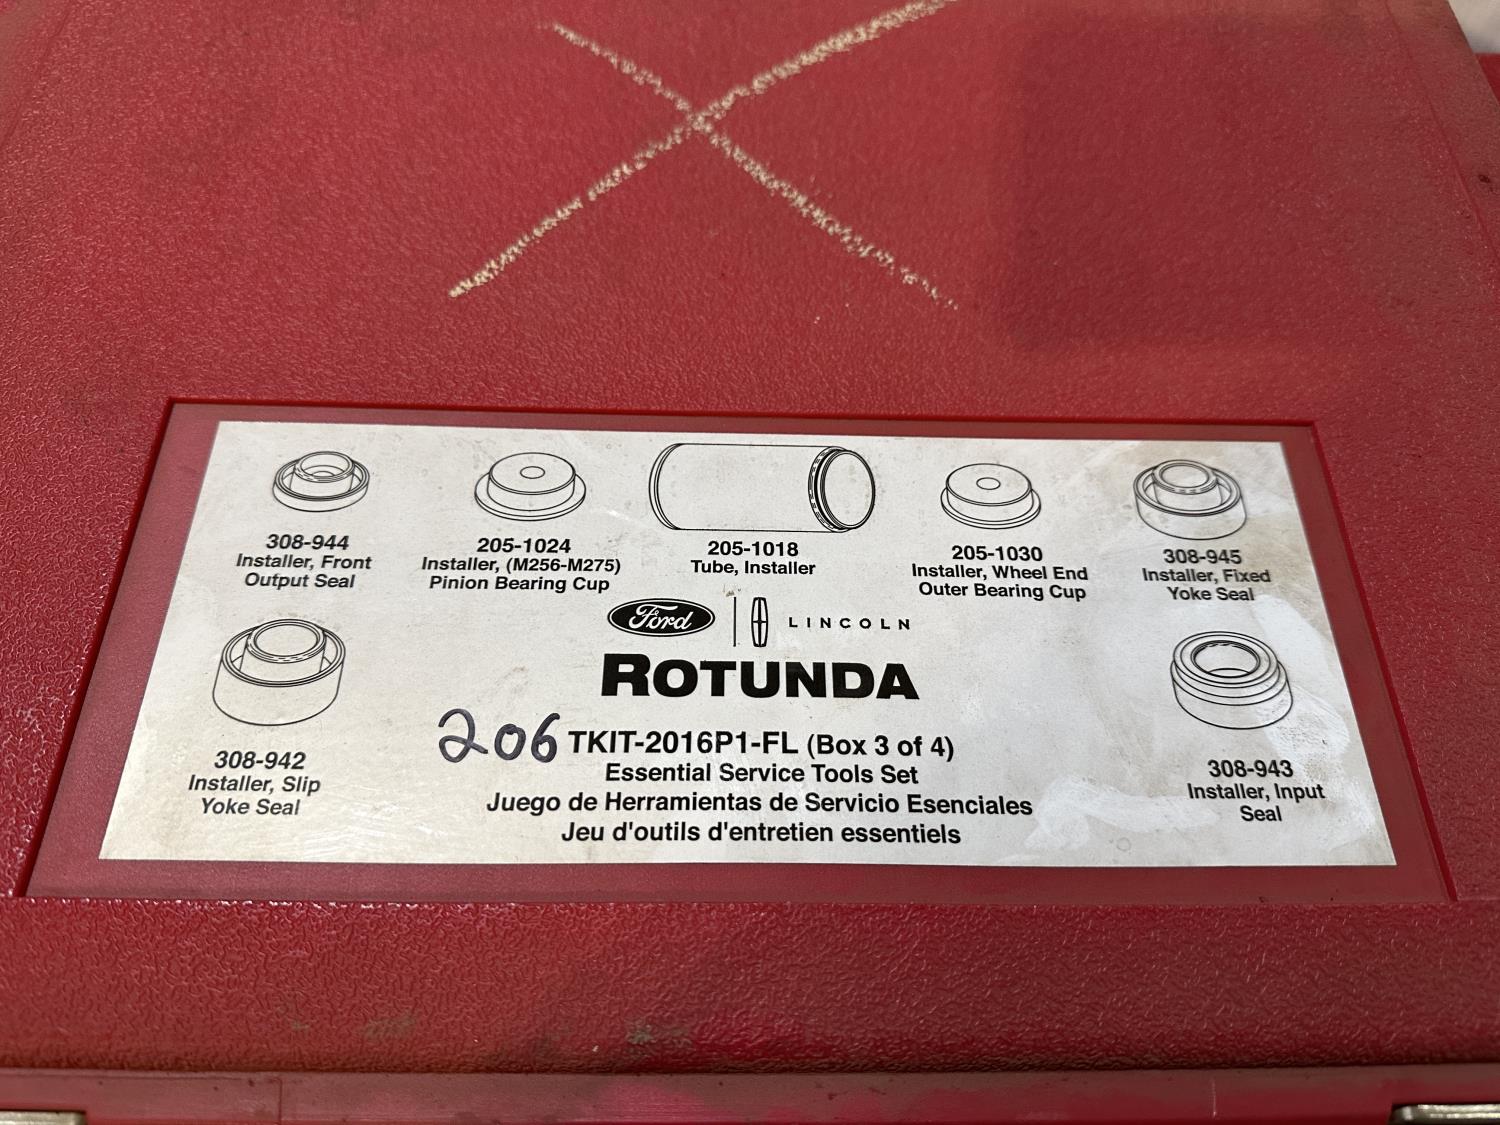 308-944
Installer, Front
Output Seal
205-1024
Installer, (M256-M275)
Pinion Bearing Cup
205-1018
Tube, Installer
205-1030
Installer, Wheel End
Outer Bearing Cup
308-945
Installer, Fixed
Yoke Seal
Ford
LINCOLN
ROTUNDA
308-942
Installer, Slip
Yoke Seal
206 TKIT-2016P1-FL (Box 3 of 4)
Essential Service Tools Set
Juego de Herramientas de Servicio Esenciales
Jeu d'outils d'entretien essentiels
308-943
Installer, Input
Seal